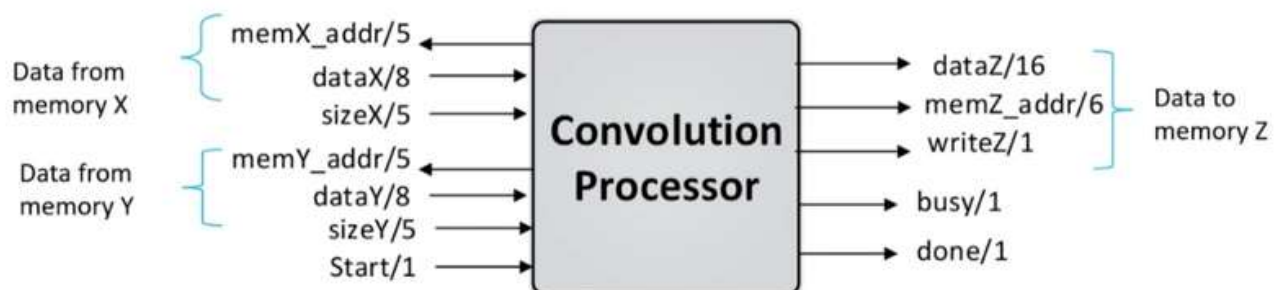 Data from
memory X
memX_addr/5
dataX/8
sizeX/5
Data from
memory Y
memY_addr/5
dataY/8
sizeY/5
Start/1
Convolution
Processor
dataZ/16
memZ_addr/6
writeZ/1
Data to
memory Z
busy/1
done/1